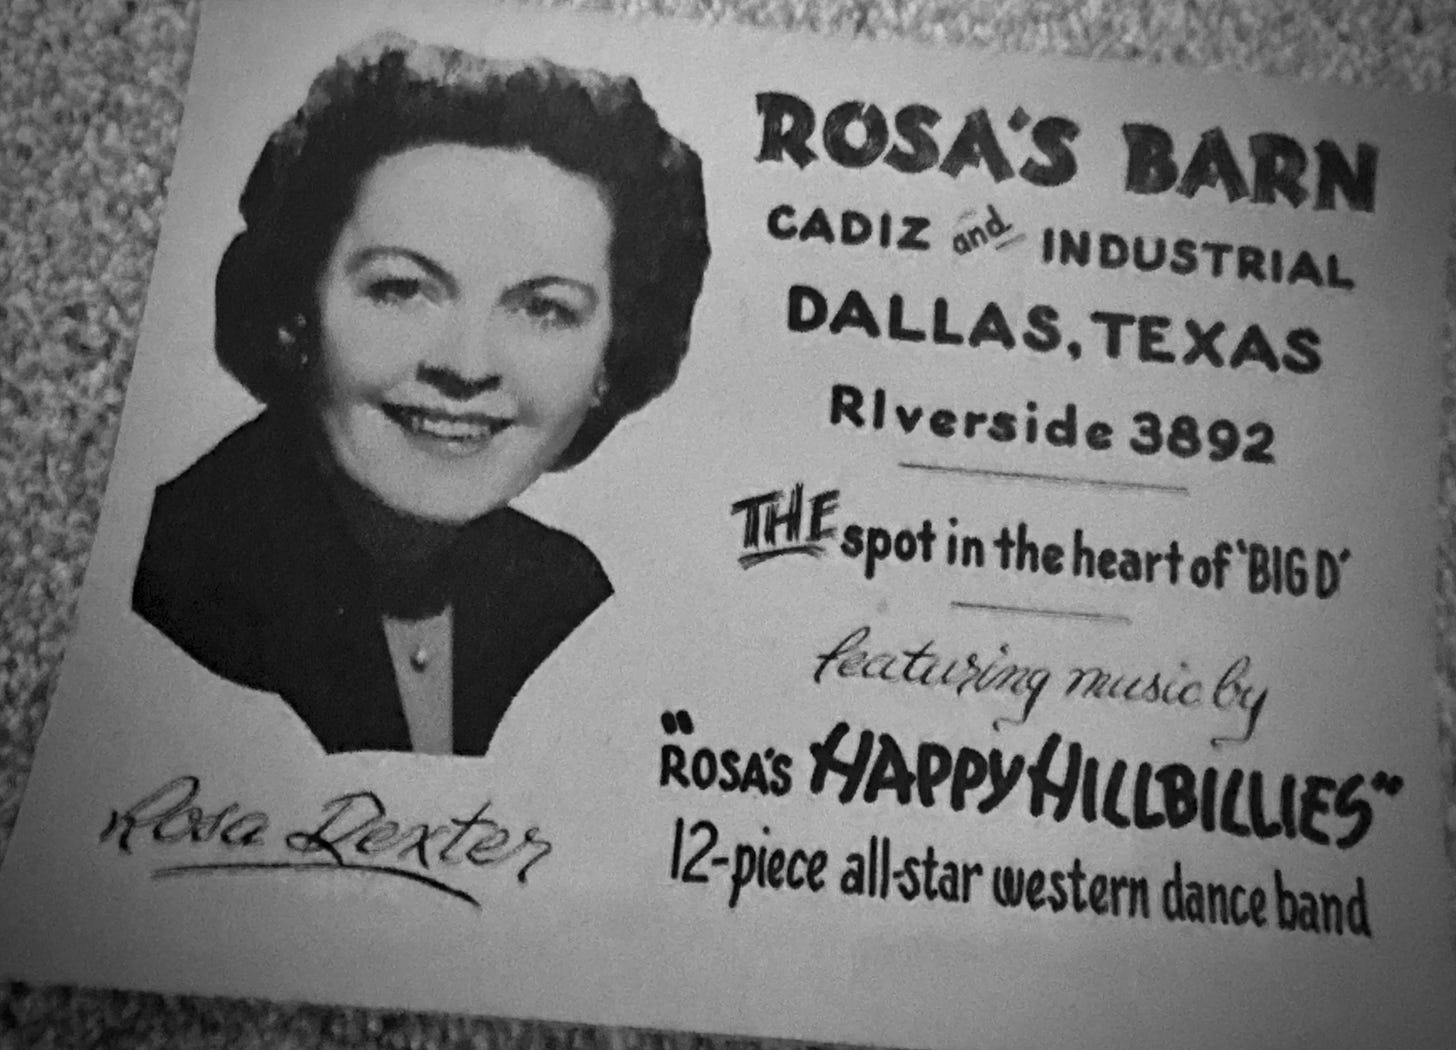 ROSA'S BARN
CADIZ and INDUSTRIAL
DALLAS, TEXAS
RIverside 3892
THE spot in the heart of 'BIG D'
featuring music by
"ROSA'S HAPPY HILLBILLIES"
12-piece all-star western dance band
Rosa Dexter